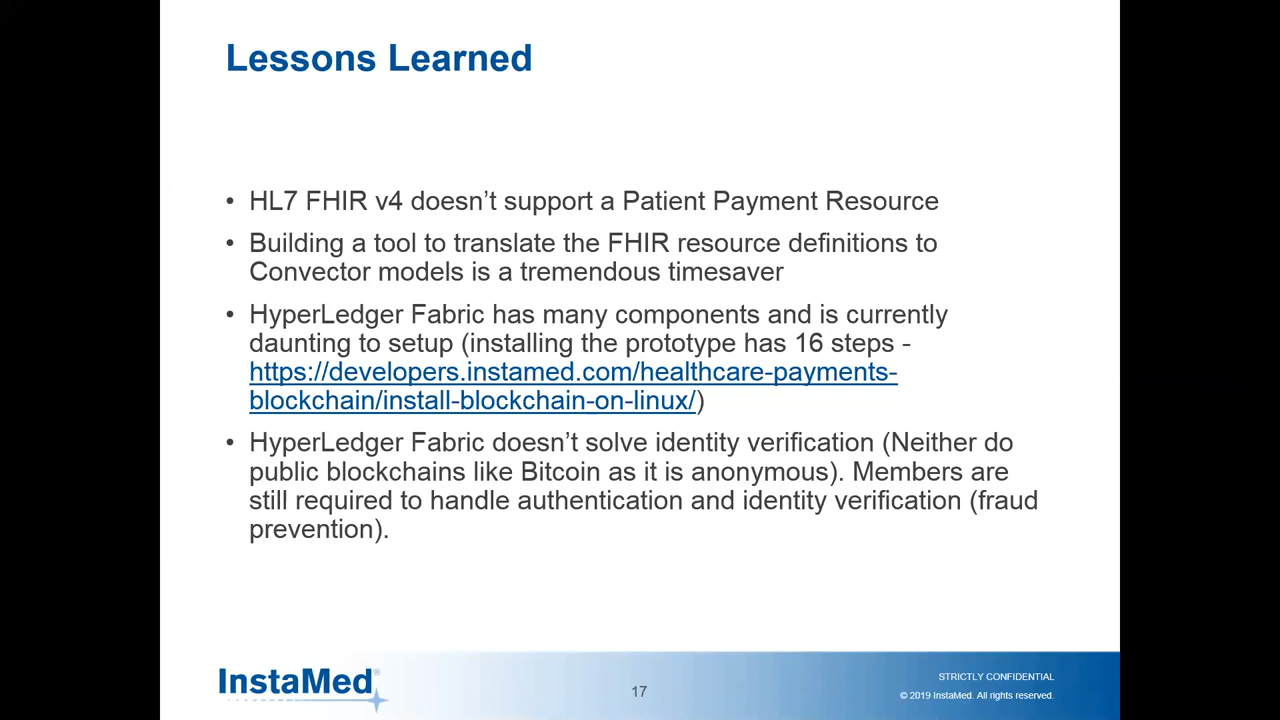 Lessons Learned
• HL7 FHIR v4 doesn’t support a Patient Payment Resource
• Building a tool to translate the FHIR resource definitions to
Convector models is a tremendous timesaver
• HyperLedger Fabric has many components and is currently
daunting to setup (installing the prototype has 16 steps -
https://developers.instamed.com/healthcare-payments-
blockchain/install-blockchain-on-linux/)
• HyperLedger Fabric doesn’t solve identity verification (Neither do
public blockchains like Bitcoin as it is anonymous). Members are
still required to handle authentication and identity verification (fraud
prevention).
InstaMed®
17
STRICTLY CONFIDENTIAL
© 2019 InstaMed. All rights reserved.